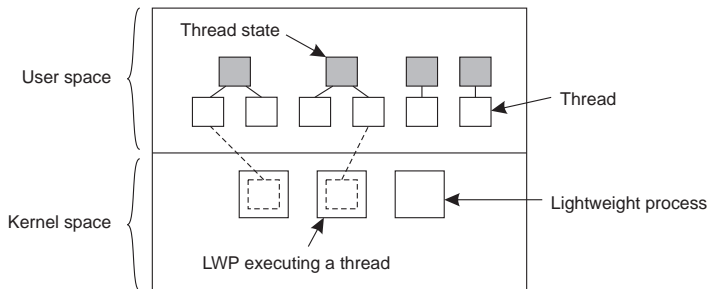 Thread state
User space
Thread
Kernel space
Lightweight process
LWP executing a thread